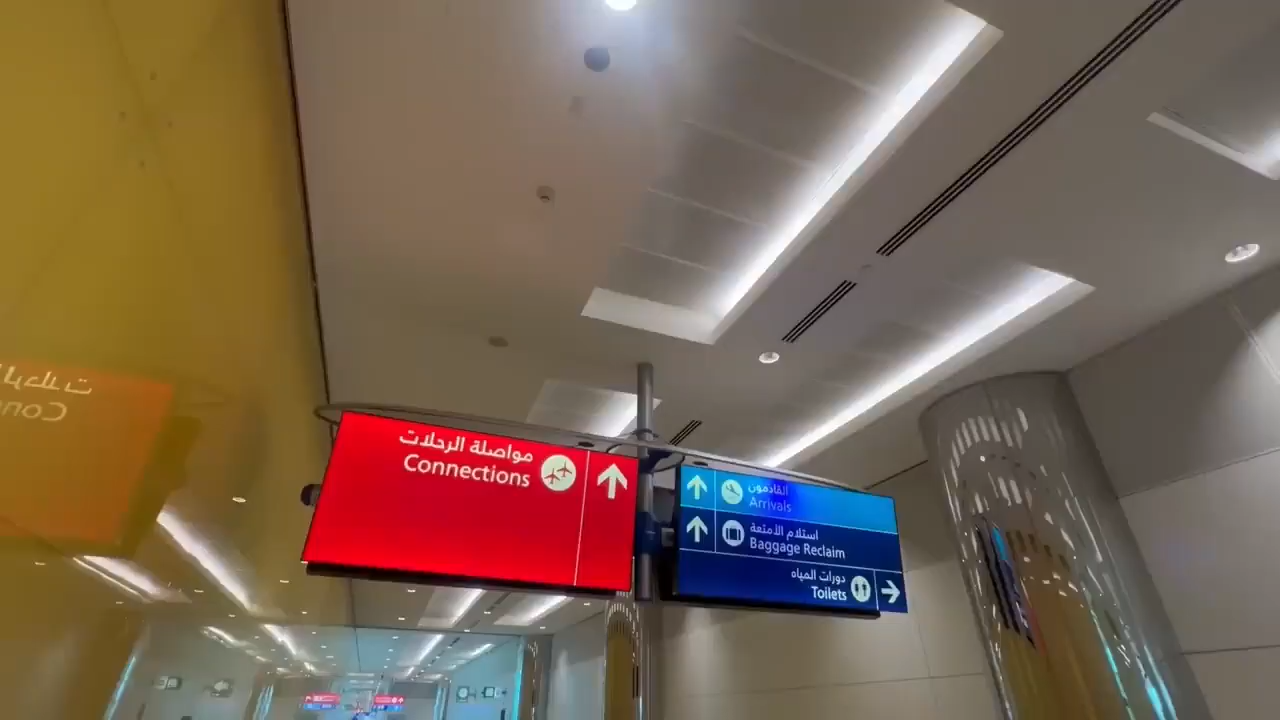 مواصلة الرحلات
Connections
القادمون
Arrivals
استلام الأمتعة
Baggage Reclaim
دورات المياه
Toilets